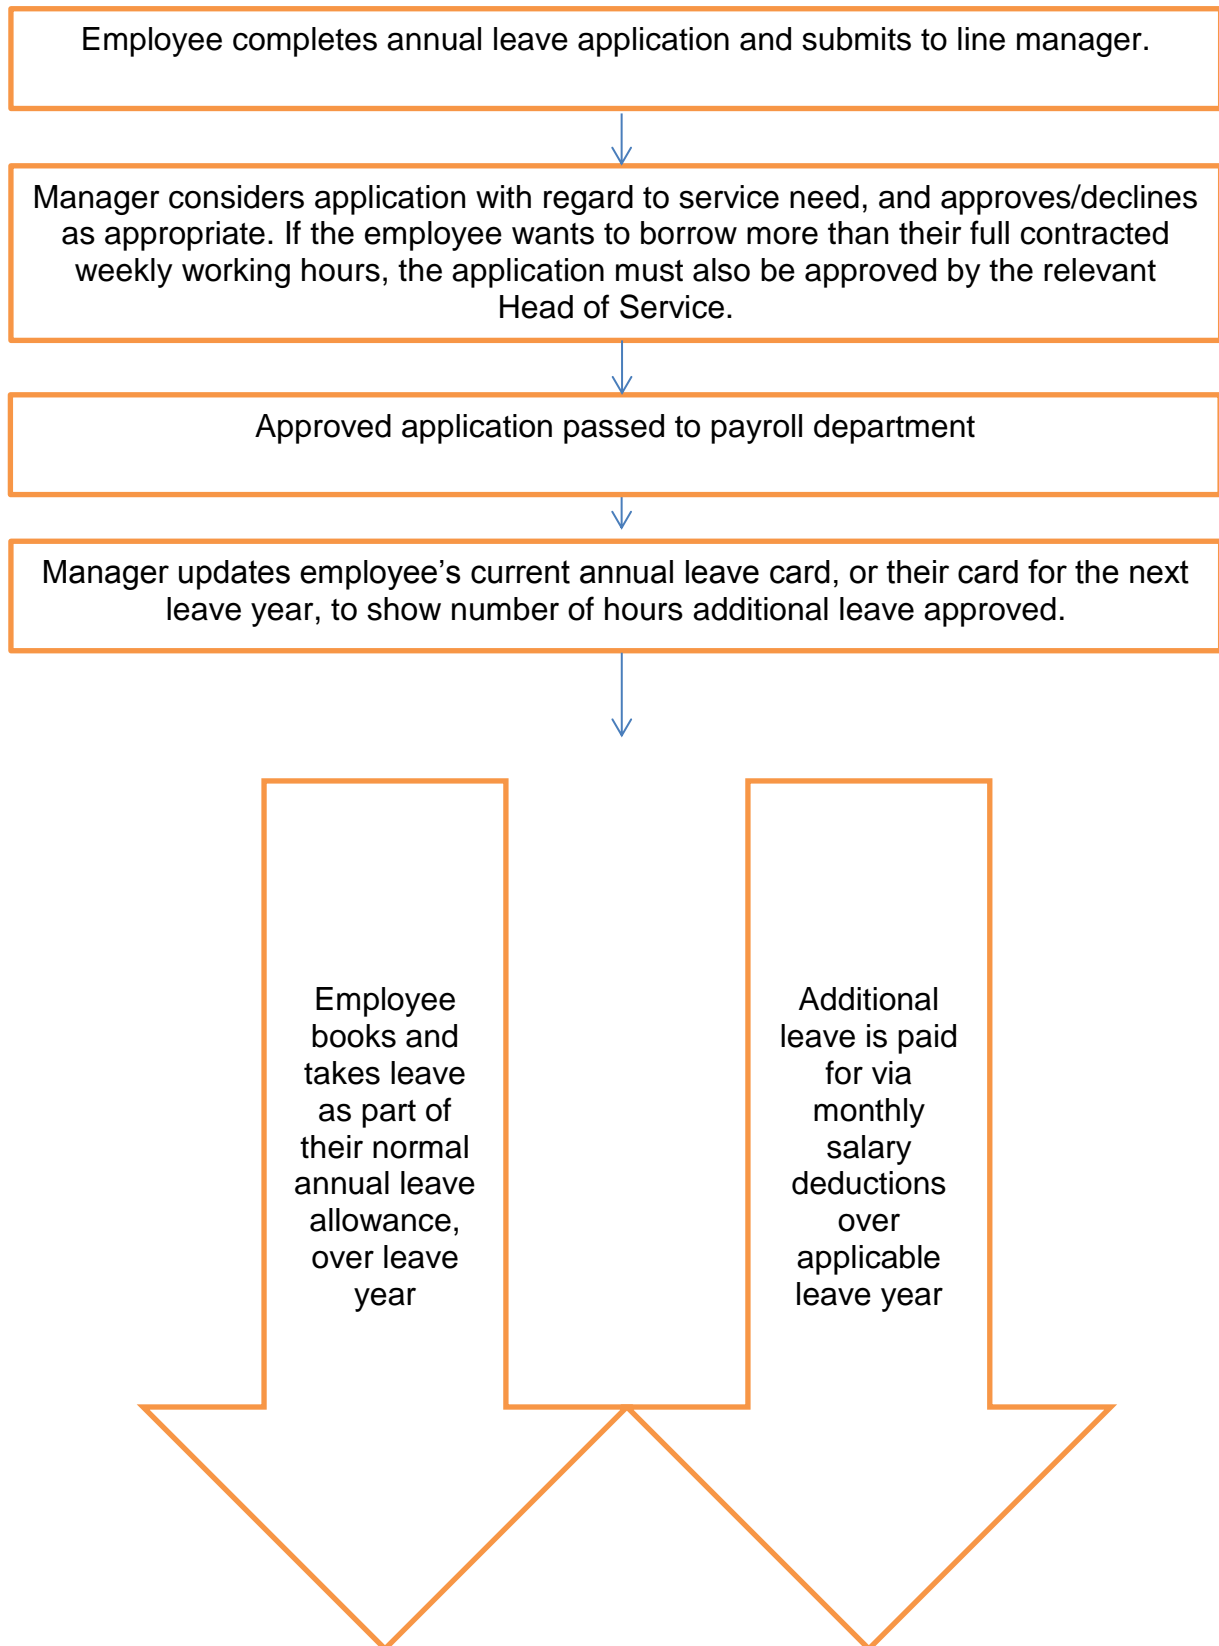 Employee completes annual leave application and submits to line manager.
Manager considers application with regard to service need, and approves/declines
as appropriate. If the employee wants to borrow more than their full contracted
weekly working hours, the application must also be approved by the relevant
Head of Service.
Approved application passed to payroll department
Manager updates employee’s current annual leave card, or their card for the next
leave year, to show number of hours additional leave approved.
Employee
books and
takes leave
as part of
their normal
annual leave
allowance,
over leave
year
Additional
leave is paid
for via
monthly
salary
deductions
over
applicable
leave year